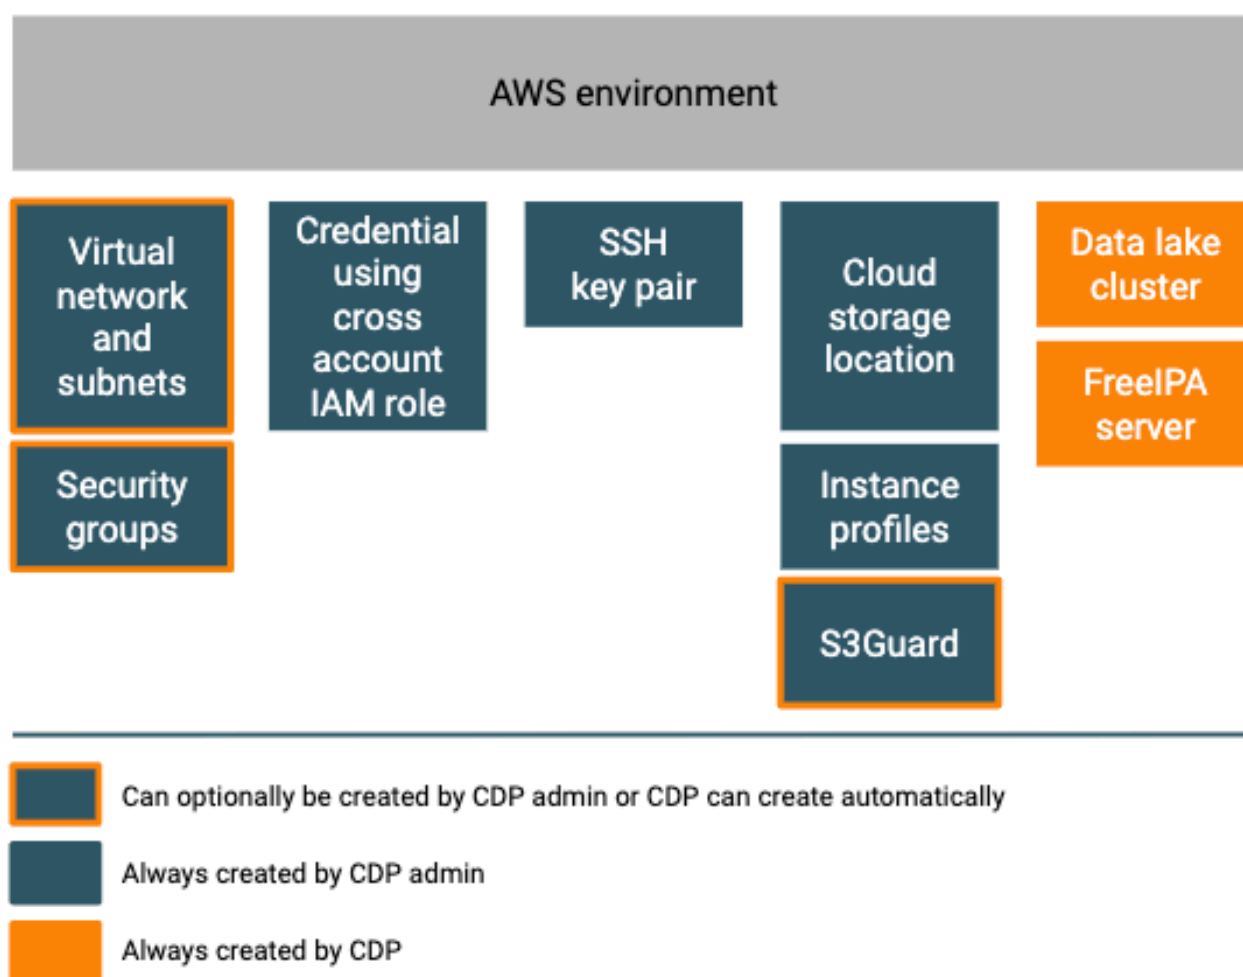 AWS environment
Virtual
network
and
subnets
Security
groups
Credential
using
cross
account
IAM role
SSH
key pair
Cloud
storage
location
Instance
profiles
S3Guard
Data lake
cluster
FreeIPA
server
Can optionally be created by CDP admin or CDP can create automatically
Always created by CDP admin
Always created by CDP